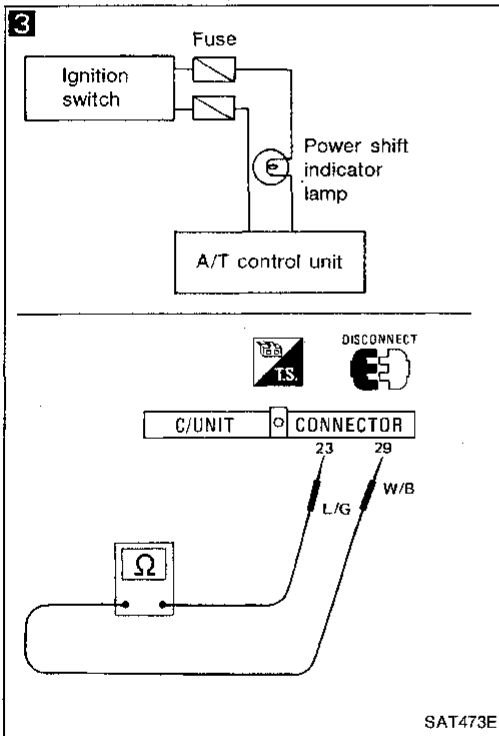 3
Fuse
Ignition
switch
Power shift
indicator
lamp
A/T control unit
T.S.
DISCONNECT
C/UNIT CONNECTOR
23 29
L/G W/B
Ω
SAT473E